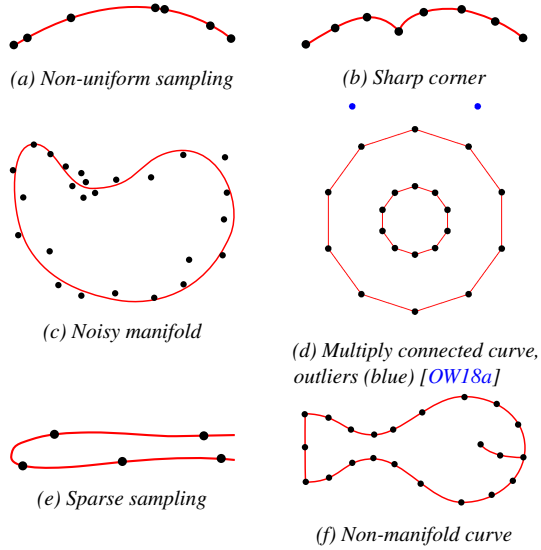 (a) Non-uniform sampling
(b) Sharp corner
(c) Noisy manifold
(d) Multiply connected curve,
outliers (blue) [OW18a]
(e) Sparse sampling
(f) Non-manifold curve